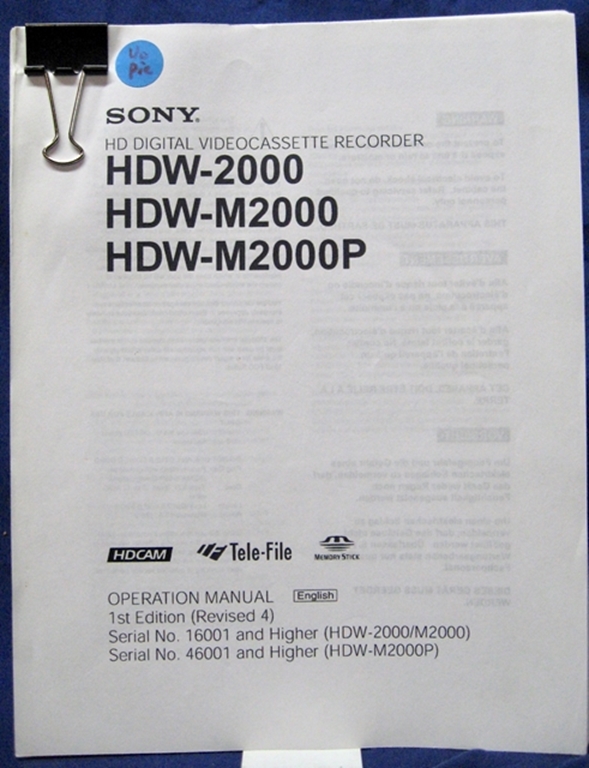 No
pic
SONY®
HD DIGITAL VIDEOCASSETTE RECORDER
HDW-2000
HDW-M2000
HDW-M2000P
HDCAM Tele-File MEMORY STICK
OPERATION MANUAL English
1st Edition (Revised 4)
Serial No. 16001 and Higher (HDW-2000/M2000)
Serial No. 46001 and Higher (HDW-M2000P)